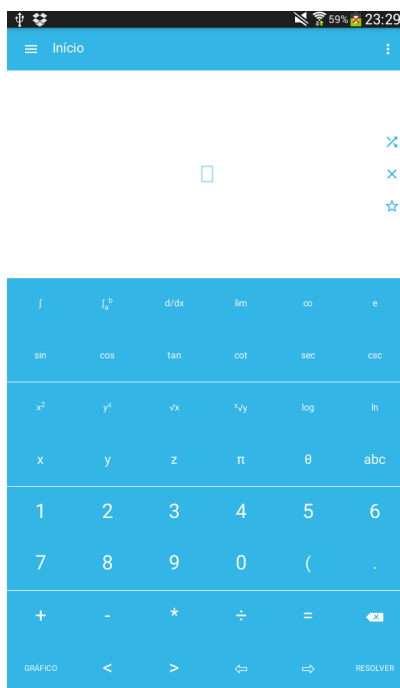 59% 23:29
Início
∫ ∫ₐᵇ d/dx lim ∞ e
sin cos tan cot sec csc
x² yˣ √x ˣ√y log ln
x y z π θ abc
1 2 3 4 5 6
7 8 9 0 ( .
+ - * ÷ =
GRÁFICO < > ⇦ ⇨ RESOLVER